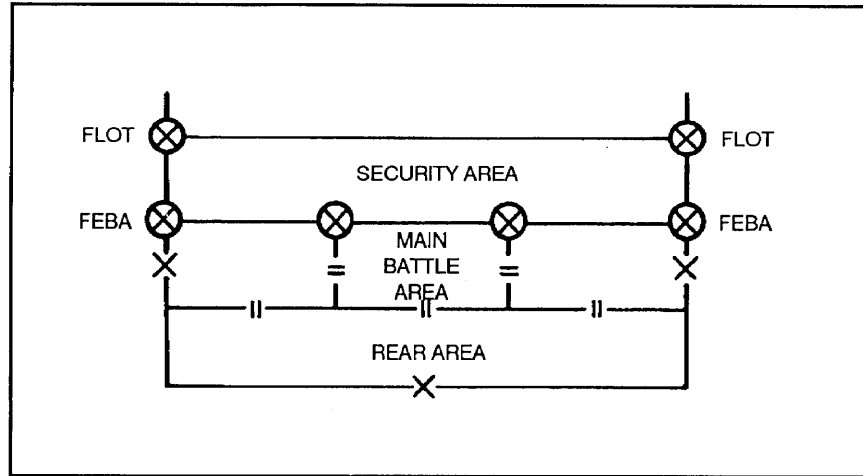 FLOT FLOT
SECURITY AREA
FEBA FEBA
MAIN
BATTLE
AREA
REAR AREA